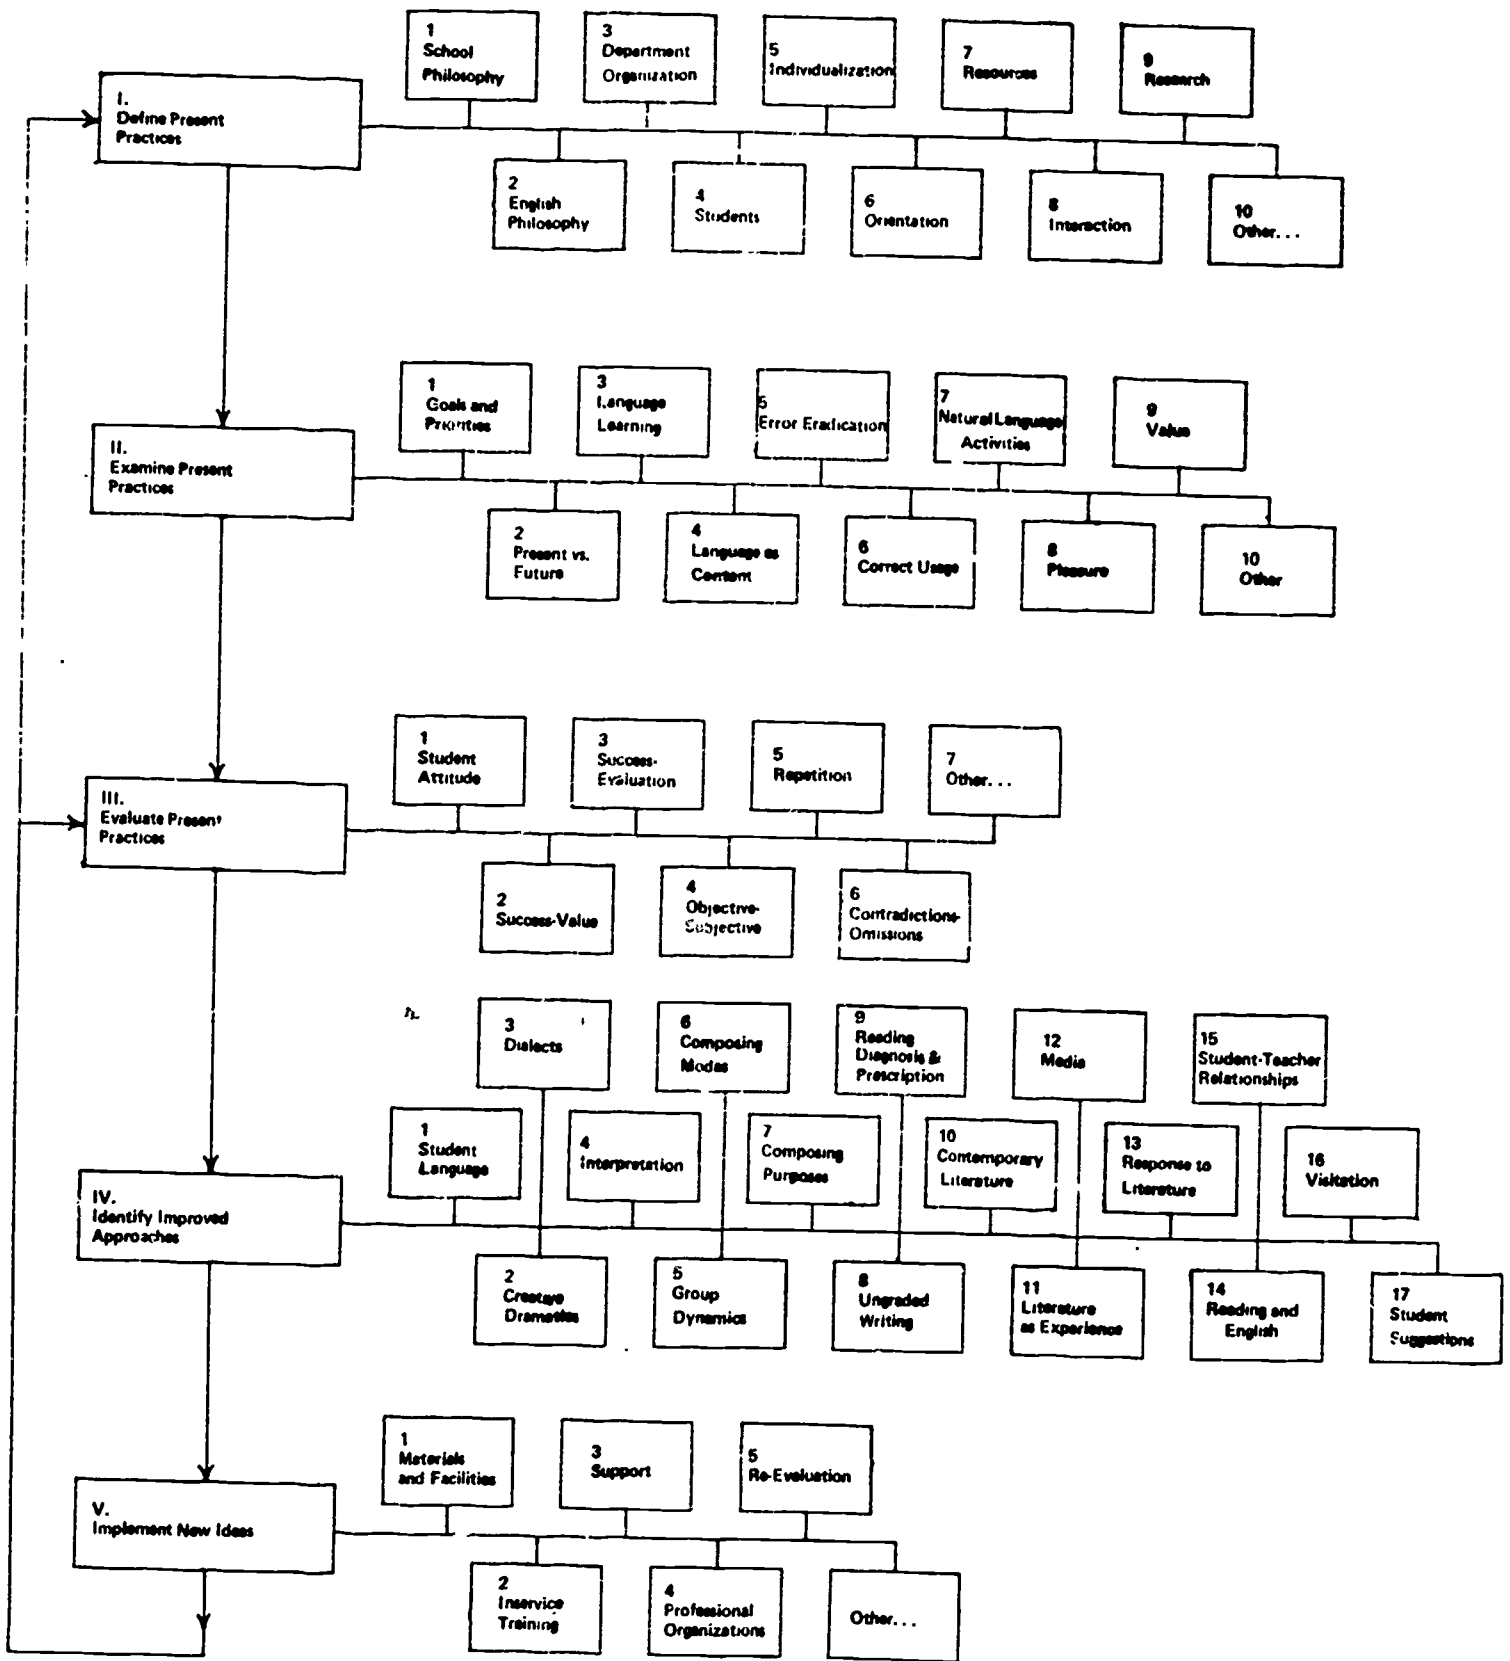 I.
Define Present
Practices
1
School
Philosophy
2
English
Philosophy
3
Department
Organization
4
Students
5
Individualization
6
Orientation
7
Resources
8
Interaction
9
Research
10
Other...
II.
Examine Present
Practices
1
Goals and
Priorities
2
Present vs.
Future
3
Language
Learning
4
Language as
Content
5
Error Eradication
6
Correct Usage
7
Natural Language
Activities
8
Pleasure
9
Value
10
Other
III.
Evaluate Present
Practices
1
Student
Attitude
2
Success-Value
3
Success-
Evaluation
4
Objective-
Subjective
5
Repetition
6
Contradictions-
Omissions
7
Other...
IV.
Identify Improved
Approaches
1
Student
Language
2
Creative
Dramatics
3
Dialects
4
Interpretation
5
Group
Dynamics
6
Composing
Modes
7
Composing
Purposes
8
Ungraded
Writing
9
Reading
Diagnosis &
Prescription
10
Contemporary
Literature
11
Literature
as Experience
12
Media
13
Response to
Literature
14
Reading and
English
15
Student-Teacher
Relationships
16
Visitation
17
Student
Suggestions
V.
Implement New Ideas
1
Materials
and Facilities
2
Inservice
Training
3
Support
4
Professional
Organizations
5
Re-Evaluation
Other...